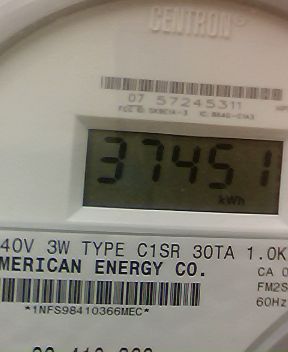 CENTRON®
07 57245311
37451
kWh
40V 3W TYPE C1SR 30TA 1.0K
MERICAN ENERGY CO.
CA 0
FM2S
60Hz
*1NFS98410366MEC*